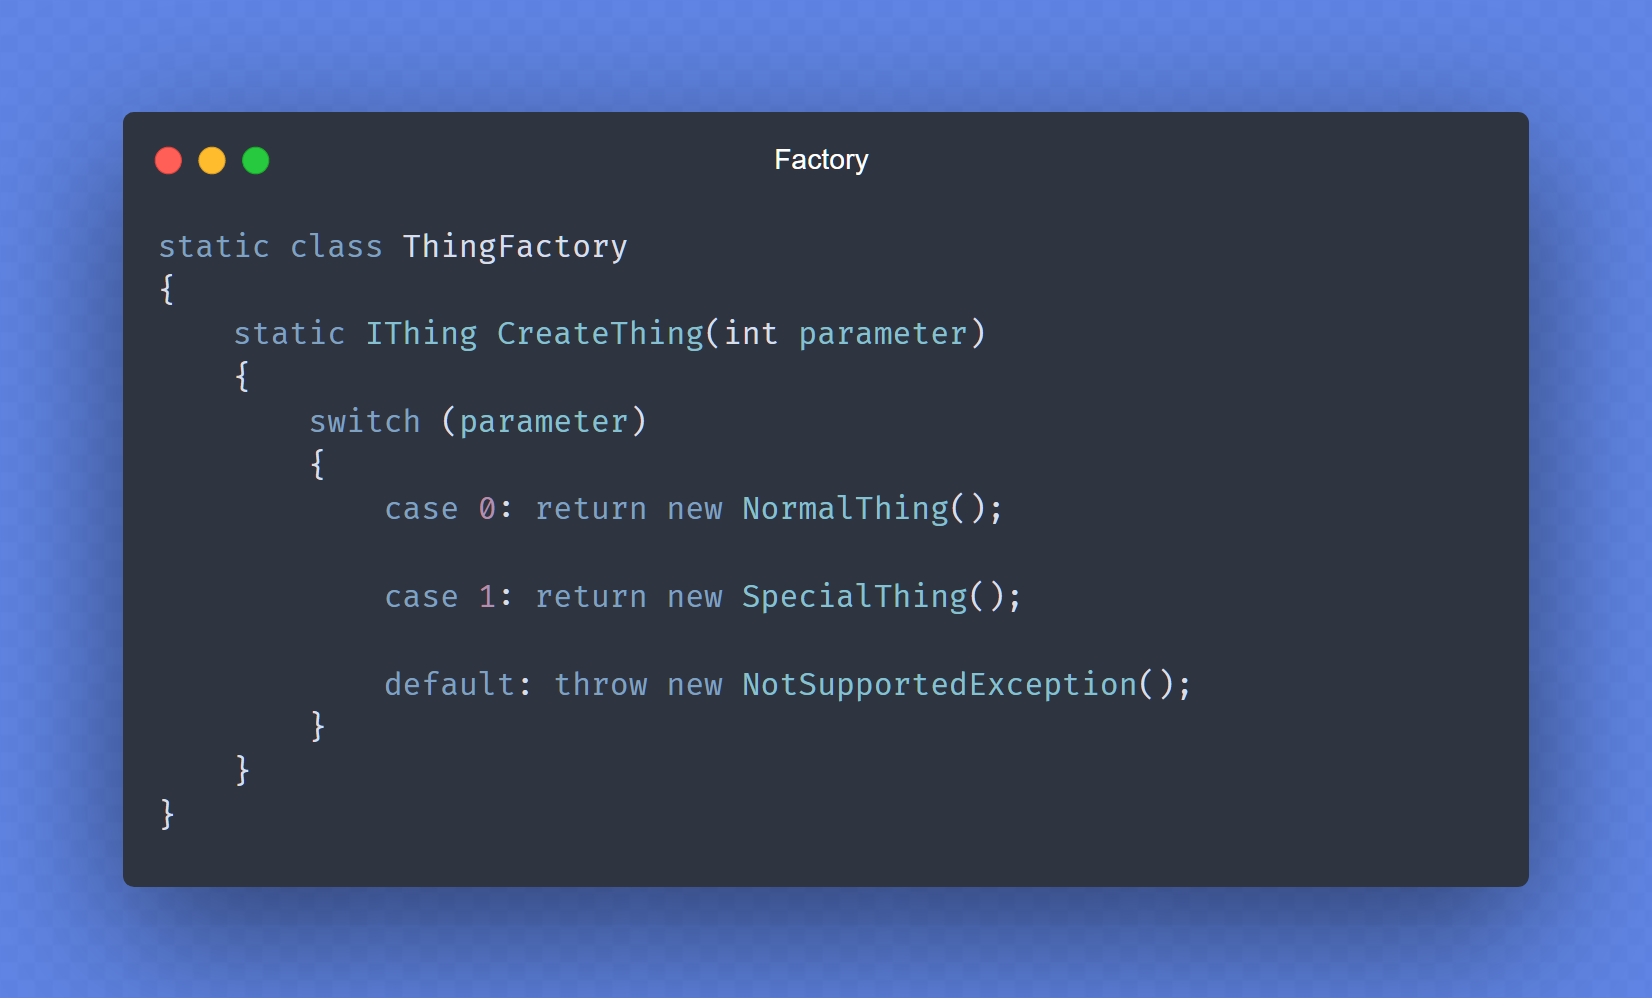 Factory
static class ThingFactory
{
    static IThing CreateThing(int parameter)
    {
        switch (parameter)
        {
            case 0: return new NormalThing();
            case 1: return new SpecialThing();
            default: throw new NotSupportedException();
        }
    }
}